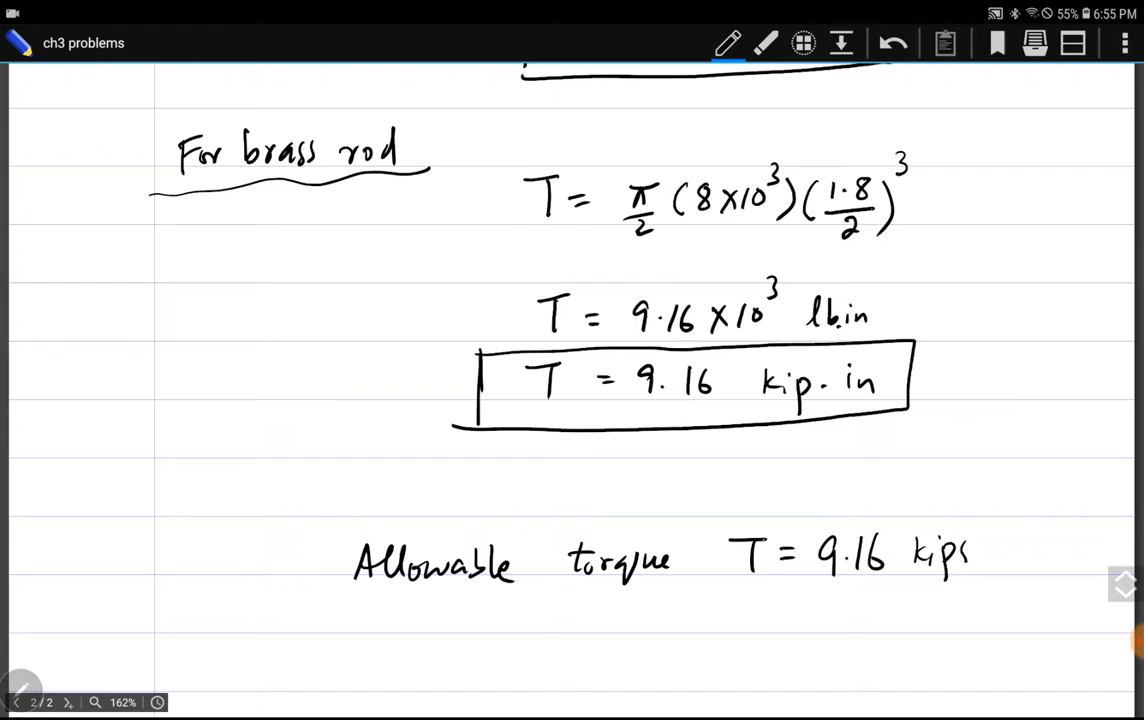 55% 6:55 PM
ch3 problems
For brass rod
T = π/2 (8×10³) (1.8/2)³
T = 9.16 × 10³ lb.in
T = 9.16 kip.in
Allowable torque T = 9.16 kips
2/2 162%